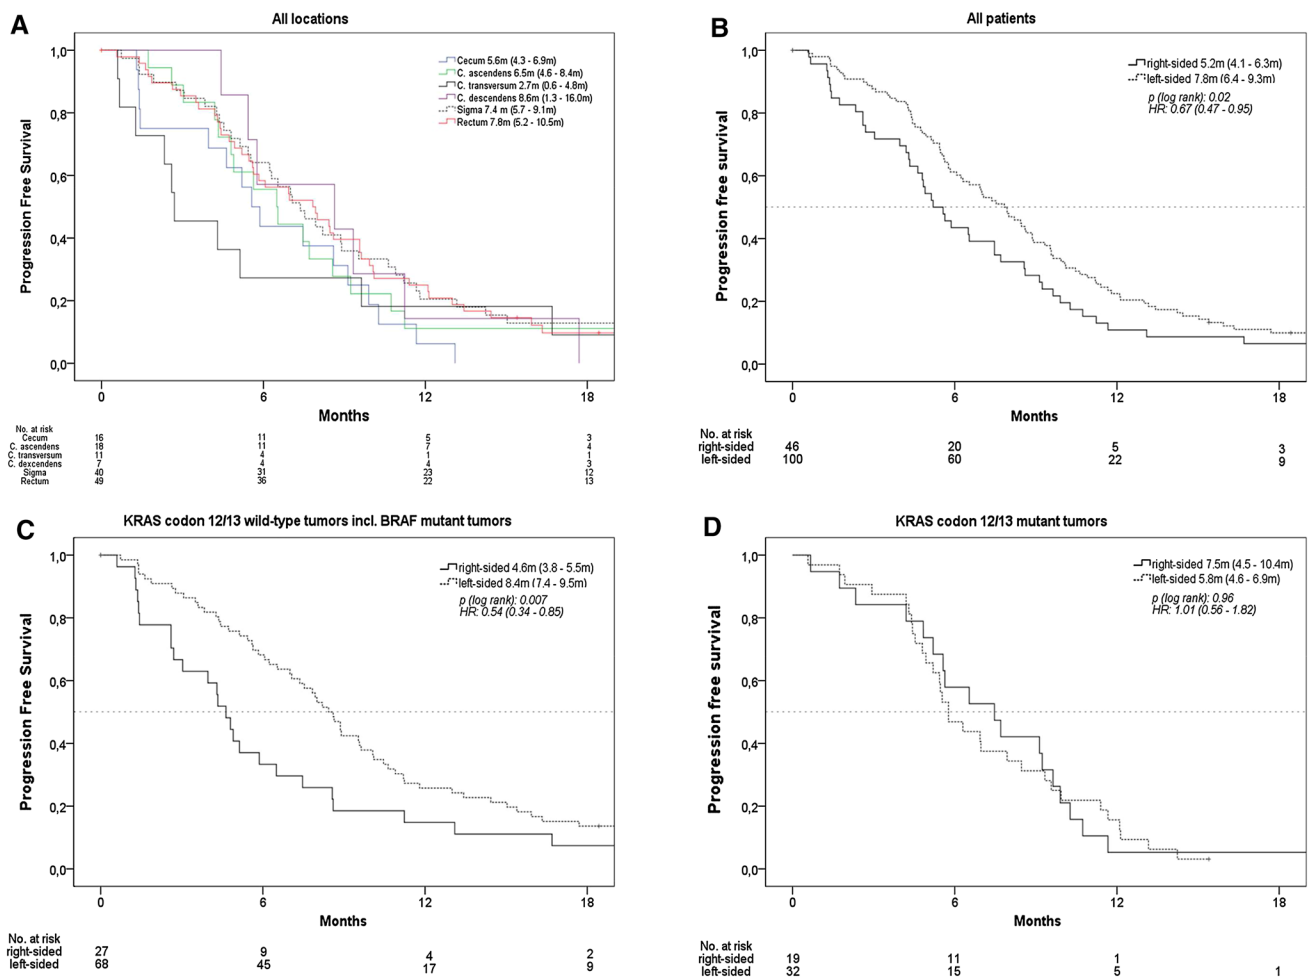 A
All locations
Progression Free Survival
1,0
0,8
0,6
0,4
0,2
0,0
Cecum 5.6m (4.3 - 6.9m)
C. ascendens 6.5m (4.6 - 8.4m)
C. transversum 2.7m (0.6 - 4.8m)
C. descendens 8.6m (1.3 - 16.0m)
Sigma 7.4 m (5.7 - 9.1m)
Rectum 7.8m (5.2 - 10.5m)
0 6 12 18
Months
No. at risk
Cecum 16 11 5 3
C. ascendens 18 11 7 4
C. transversum 11 4 1 1
C. dexcendens 7 4 4 3
Sigma 40 31 23 12
Rectum 49 36 22 13
B
All patients
Progression free survival
1,0
0,8
0,6
0,4
0,2
0,0
right-sided 5.2m (4.1 - 6.3m)
left-sided 7.8m (6.4 - 9.3m)
p (log rank): 0.02
HR: 0.67 (0.47 - 0.95)
0 6 12 18
Months
No. at risk
right-sided 46 20 5 3
left-sided 100 60 22 9
C
KRAS codon 12/13 wild-type tumors incl. BRAF mutant tumors
Progression Free Survival
1,0
0,8
0,6
0,4
0,2
0,0
right-sided 4.6m (3.8 - 5.5m)
left-sided 8.4m (7.4 - 9.5m)
p (log rank): 0.007
HR: 0.54 (0.34 - 0.85)
0 6 12 18
Months
No. at risk
right-sided 27 9 4 2
left-sided 68 45 17 9
D
KRAS codon 12/13 mutant tumors
Progression free survival
1,0
0,8
0,6
0,4
0,2
0,0
right-sided 7.5m (4.5 - 10.4m)
left-sided 5.8m (4.6 - 6.9m)
p (log rank): 0.96
HR: 1.01 (0.56 - 1.82)
0 6 12 18
Months
No. at risk
right-sided 19 11 1
left-sided 32 15 5 1